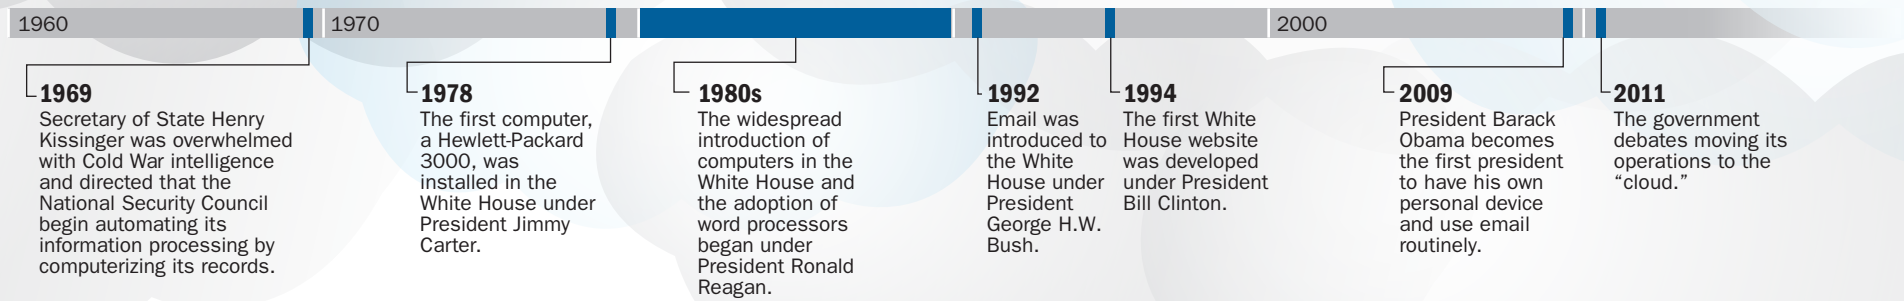 1960
1970
2000
1969
Secretary of State Henry
Kissinger was overwhelmed
with Cold War intelligence
and directed that the
National Security Council
begin automating its
information processing by
computerizing its records.
1978
The first computer,
a Hewlett-Packard
3000, was
installed in the
White House under
President Jimmy
Carter.
1980s
The widespread
introduction of
computers in the
White House and
the adoption of
word processors
began under
President Ronald
Reagan.
1992
Email was
introduced to
the White
House under
President
George H.W.
Bush.
1994
The first White
House website
was developed
under President
Bill Clinton.
2009
President Barack
Obama becomes
the first president
to have his own
personal device
and use email
routinely.
2011
The government
debates moving its
operations to the
“cloud.”